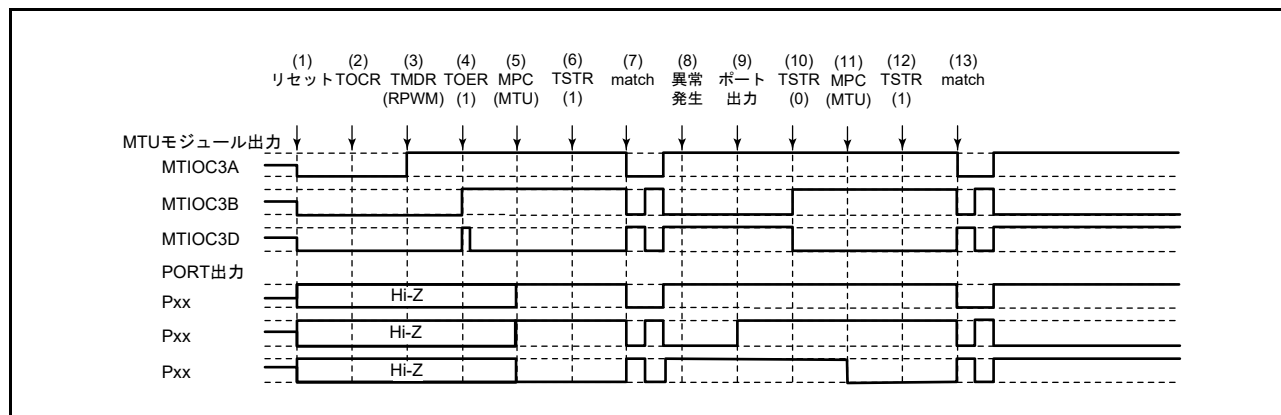 (1) (2) (3) (4) (5) (6) (7) (8) (9) (10) (11) (12) (13)
リセット TOCR TMDR TOER MPC TSTR match 異常 ポート TSTR MPC TSTR match
(RPWM) (1) (MTU) (1) 発生 出力 (0) (MTU) (1)
MTUモジュール出力
MTIOC3A
MTIOC3B
MTIOC3D
PORT出力
Pxx Hi-Z
Pxx Hi-Z
Pxx Hi-Z